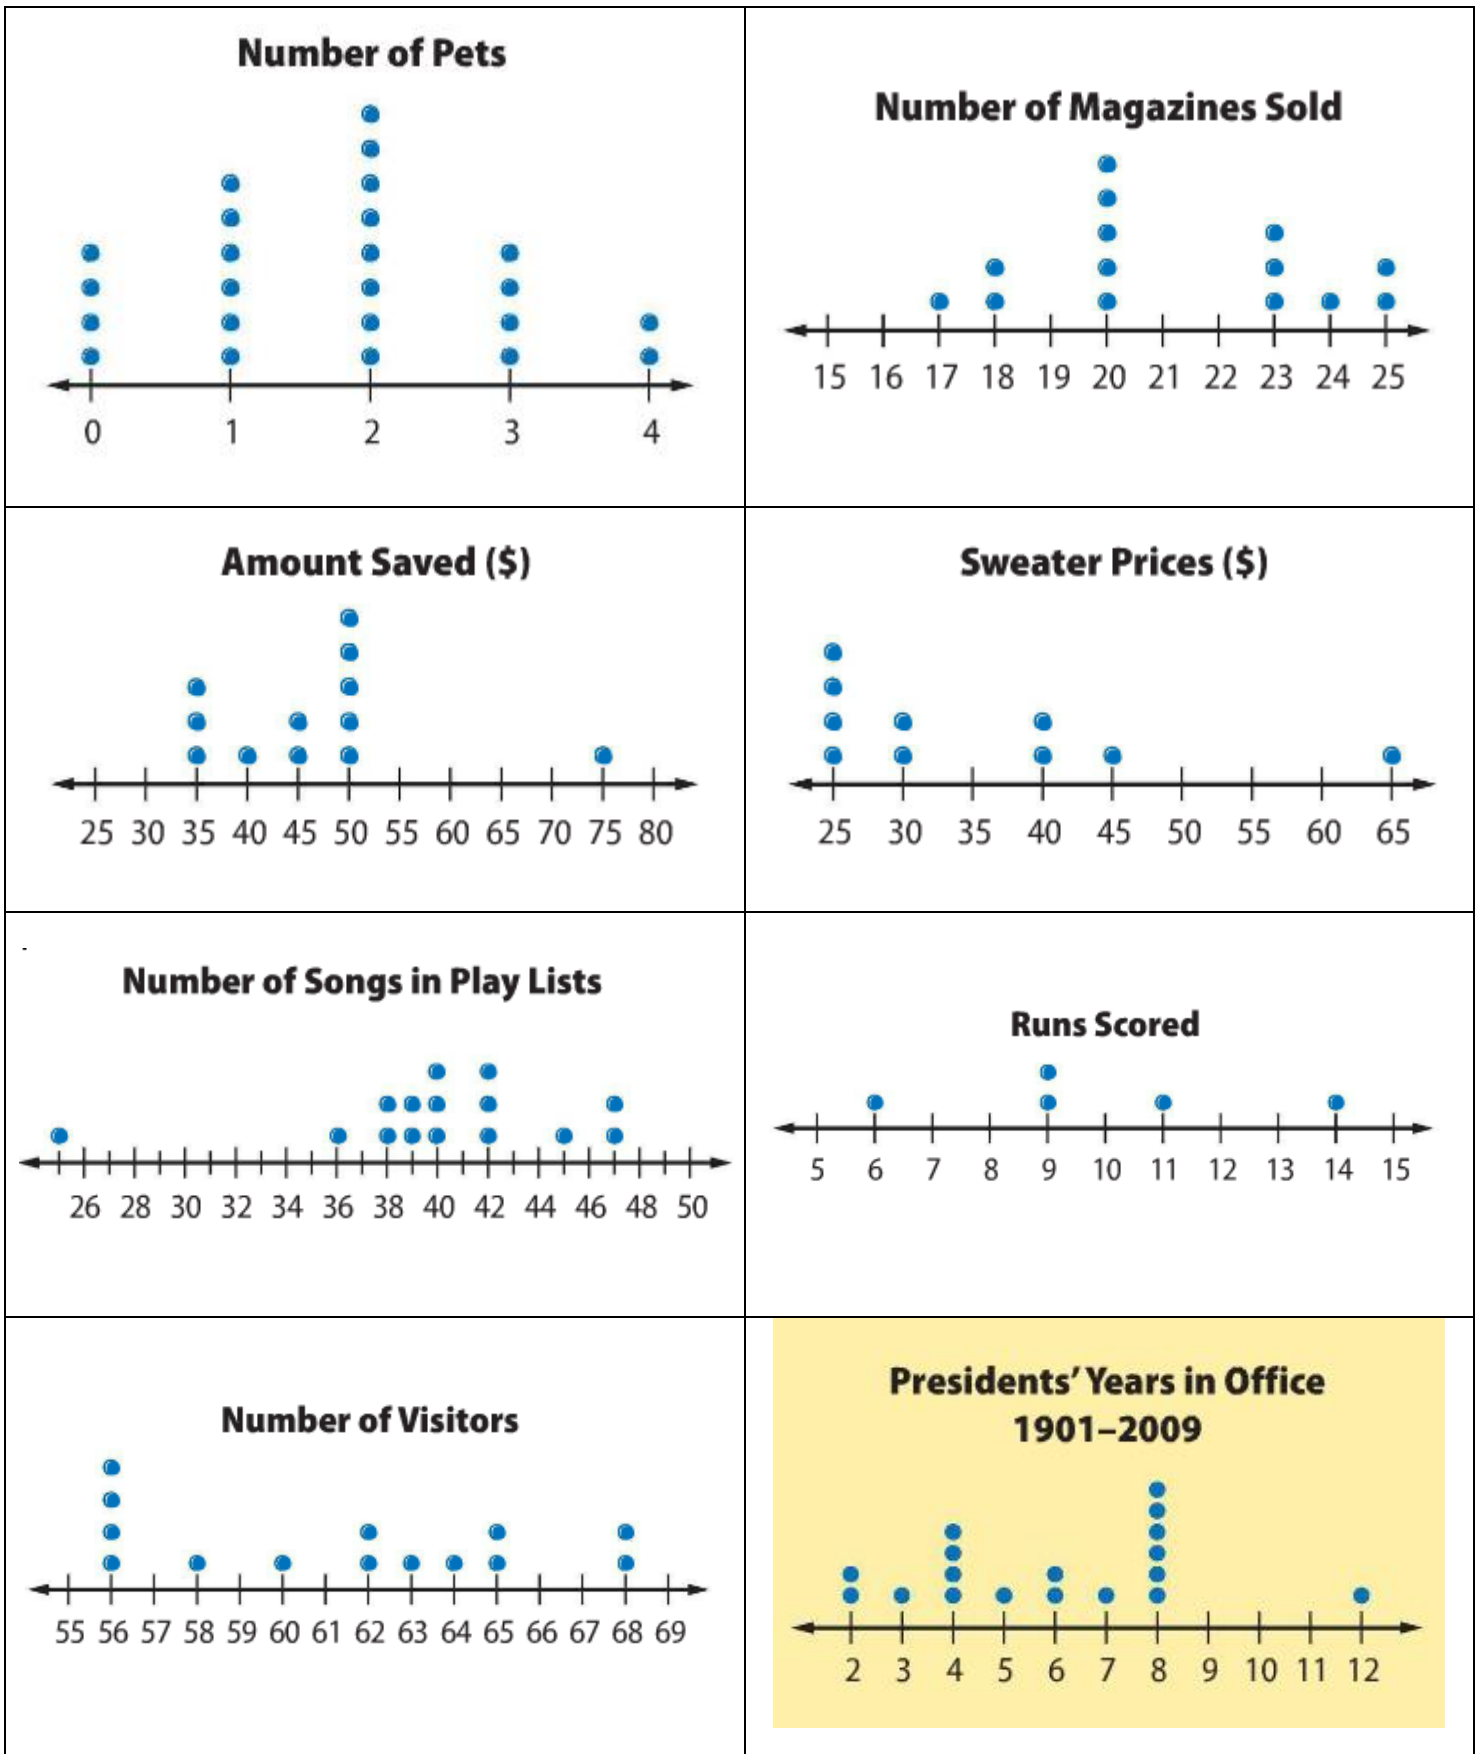 Number of Pets
0 1 2 3 4
Number of Magazines Sold
15 16 17 18 19 20 21 22 23 24 25
Amount Saved ($)
25 30 35 40 45 50 55 60 65 70 75 80
Sweater Prices ($)
25 30 35 40 45 50 55 60 65
-
Number of Songs in Play Lists
26 28 30 32 34 36 38 40 42 44 46 48 50
Runs Scored
5 6 7 8 9 10 11 12 13 14 15
Number of Visitors
55 56 57 58 59 60 61 62 63 64 65 66 67 68 69
Presidents’ Years in Office
1901–2009
2 3 4 5 6 7 8 9 10 11 12